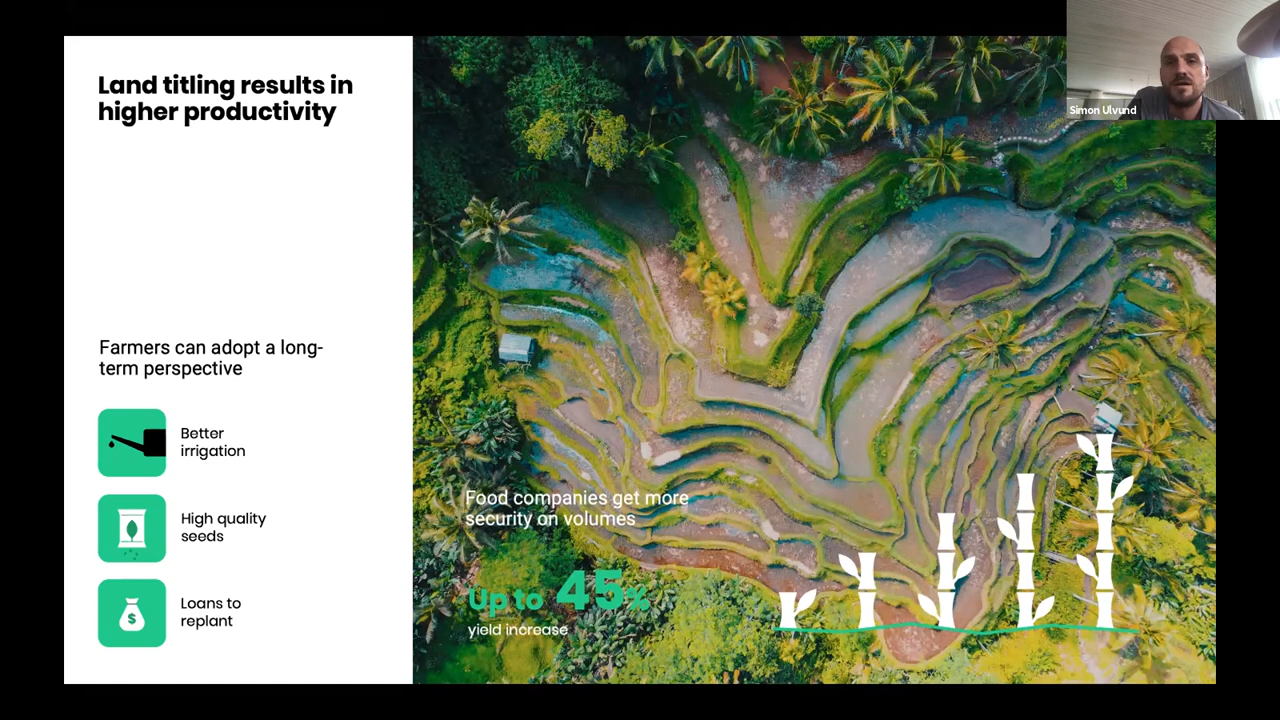 Land titling results in
higher productivity
Farmers can adopt a long-
term perspective
Better
irrigation
High quality
seeds
$
Loans to
replant
Food companies get more
security on volumes
Up to 45%
yield increase
Simon Ulvund